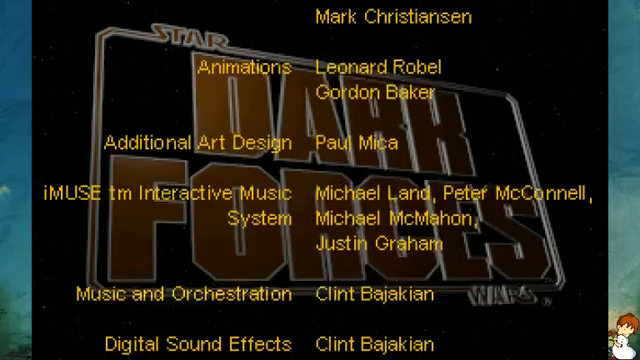 Mark Christiansen
STAR
Animations Leonard Robel
Gordon Baker
DARK
Additional Art Design Paul Mica
iMUSE tm Interactive Music Michael Land, Peter McConnell,
System Michael McMahon,
Justin Graham
FORCES
Music and Orchestration Clint Bajakian
WARS
Digital Sound Effects Clint Bajakian